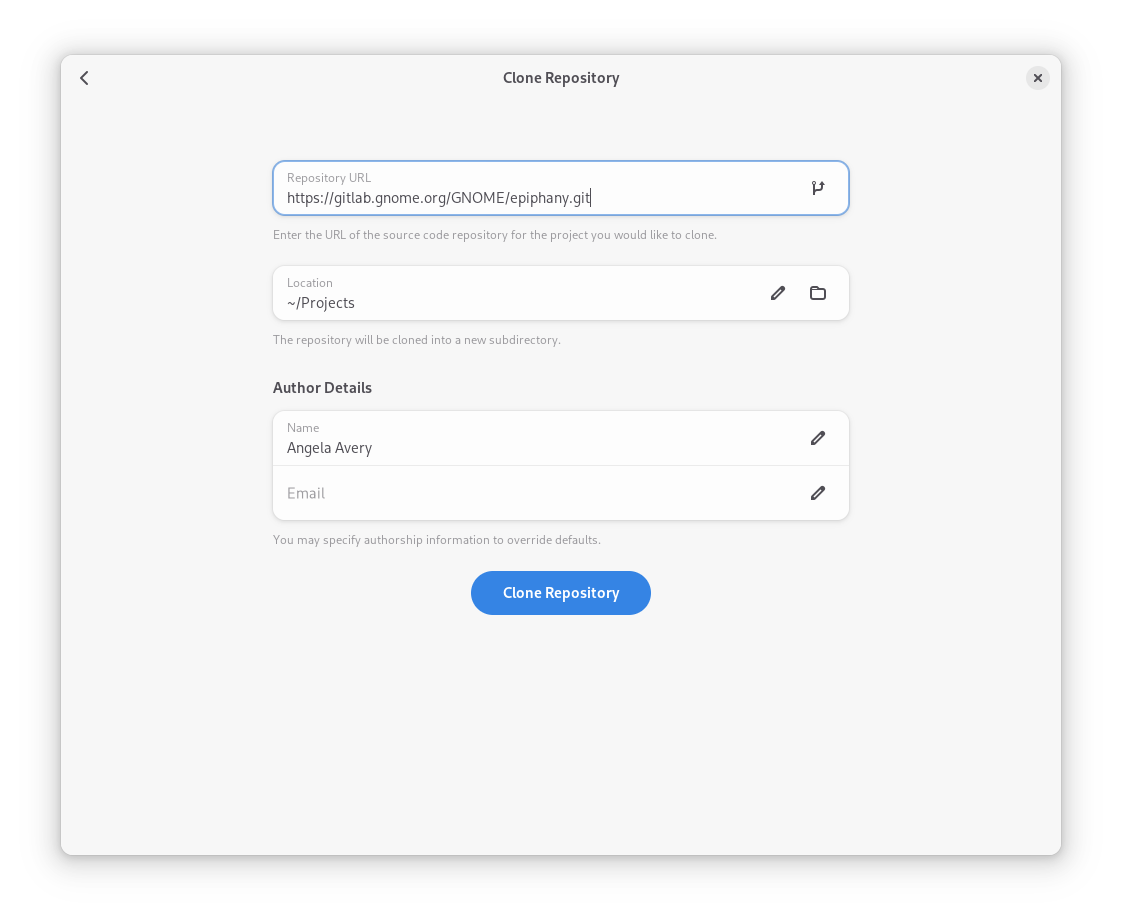 Clone Repository
Repository URL
https://gitlab.gnome.org/GNOME/epiphany.git
Enter the URL of the source code repository for the project you would like to clone.
Location
~/Projects
The repository will be cloned into a new subdirectory.
Author Details
Name
Angela Avery
Email
You may specify authorship information to override defaults.
Clone Repository